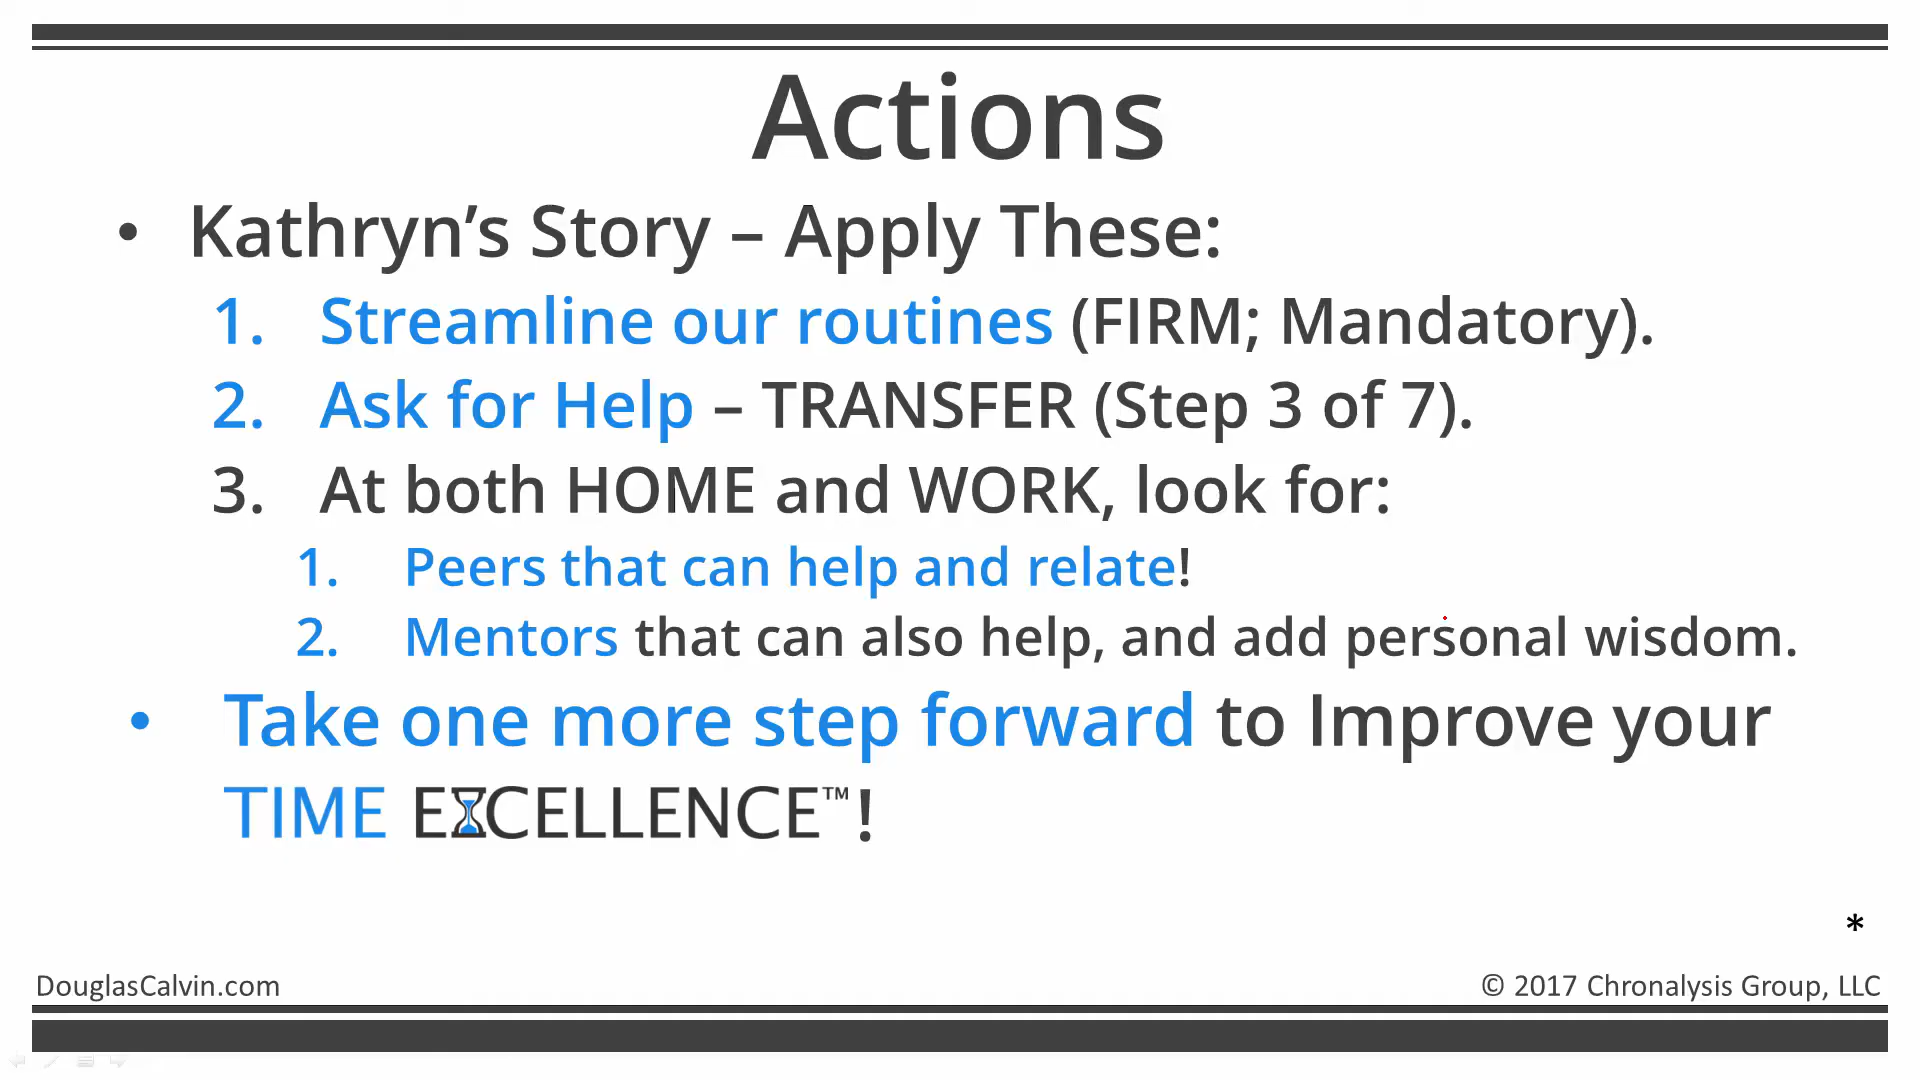 Actions
• Kathryn’s Story – Apply These:
1. Streamline our routines (FIRM; Mandatory).
2. Ask for Help – TRANSFER (Step 3 of 7).
3. At both HOME and WORK, look for:
1. Peers that can help and relate!
2. Mentors that can also help, and add personal wisdom.
• Take one more step forward to Improve your
TIME EXCELLENCE™!
*
DouglasCalvin.com
© 2017 Chronalysis Group, LLC